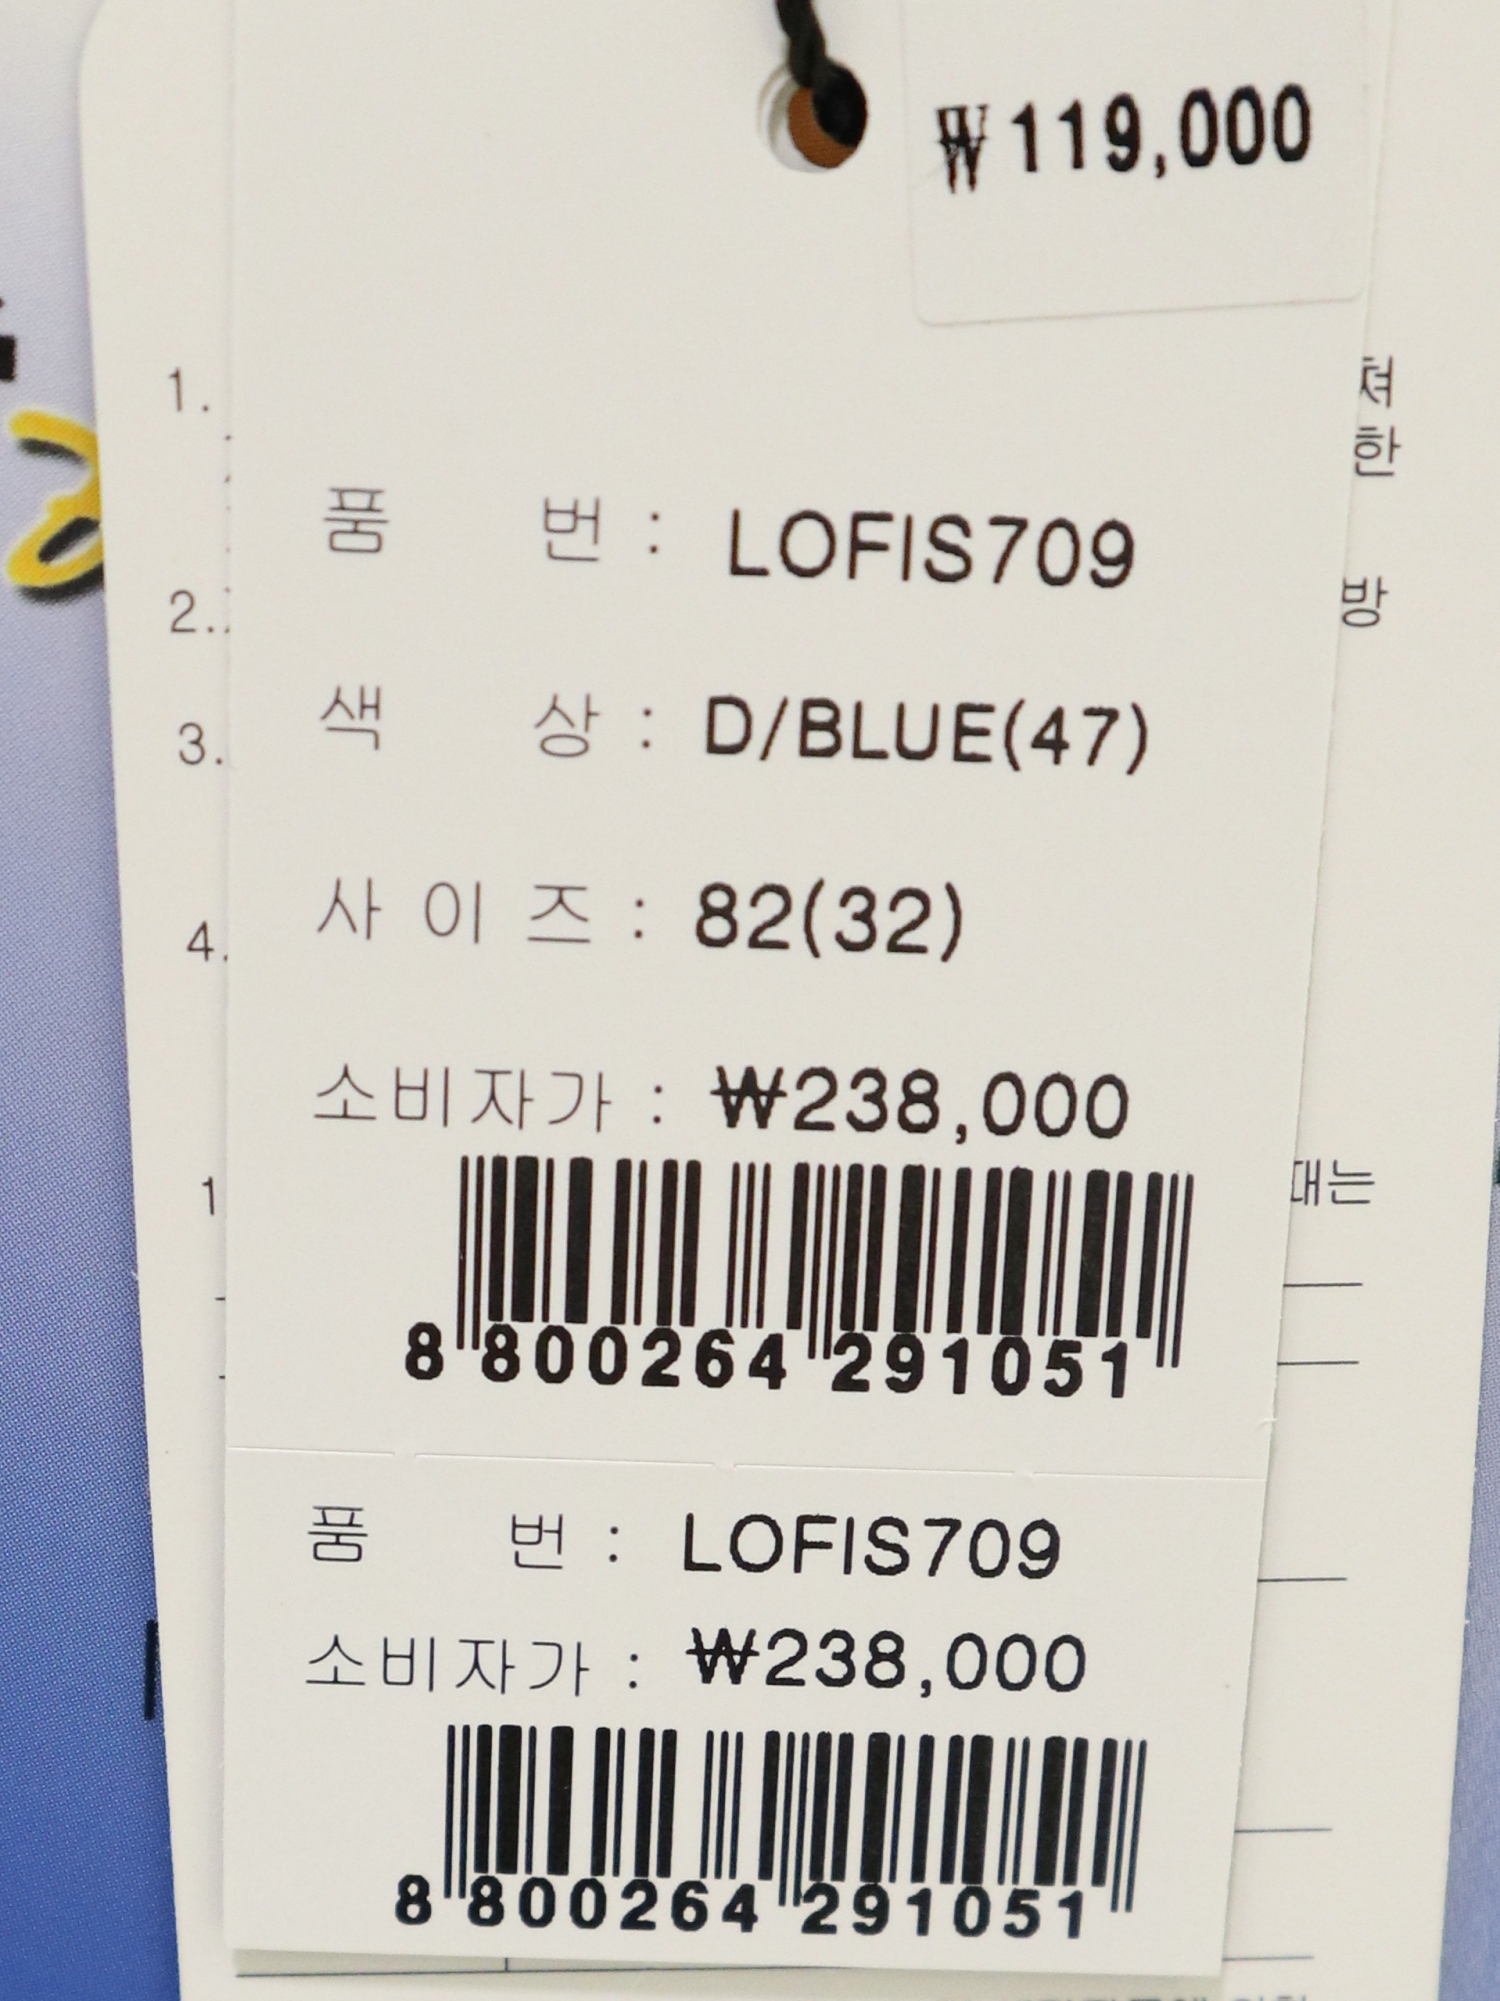 ₩119,000
1.
져
한
품 번 : LOFIS709
2.
방
색 상 : D/BLUE(47)
3.
사 이 즈 : 82(32)
4.
소비자가 : ₩238,000
1
대는
8 800264 291051
품 번 : LOFIS709
소비자가 : ₩238,000
8 800264 291051